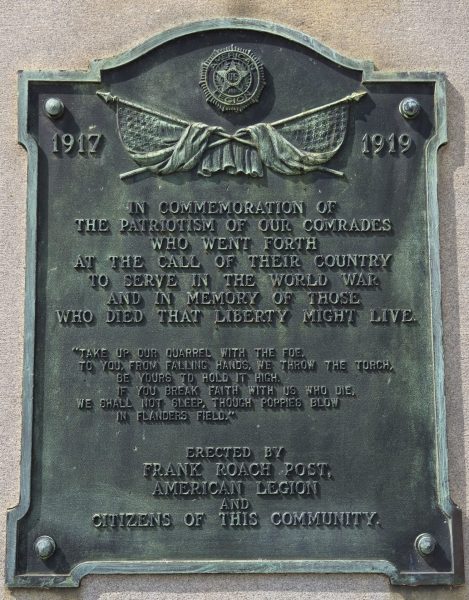 AMERICAN
U S
LEGION
1917 1919
IN COMMEMORATION OF
THE PATRIOTISM OF OUR COMRADES
WHO WENT FORTH
AT THE CALL OF THEIR COUNTRY
TO SERVE IN THE WORLD WAR
AND IN MEMORY OF THOSE
WHO DIED THAT LIBERTY MIGHT LIVE.
"TAKE UP OUR QUARREL WITH THE FOE.
TO YOU, FROM FALLING HANDS, WE THROW THE TORCH,
BE YOURS TO HOLD IT HIGH.
IF YOU BREAK FAITH WITH US WHO DIE,
WE SHALL NOT SLEEP, THOUGH POPPIES BLOW
IN FLANDERS FIELD."
ERECTED BY
FRANK ROACH POST,
AMERICAN LEGION
AND
CITIZENS OF THIS COMMUNITY.